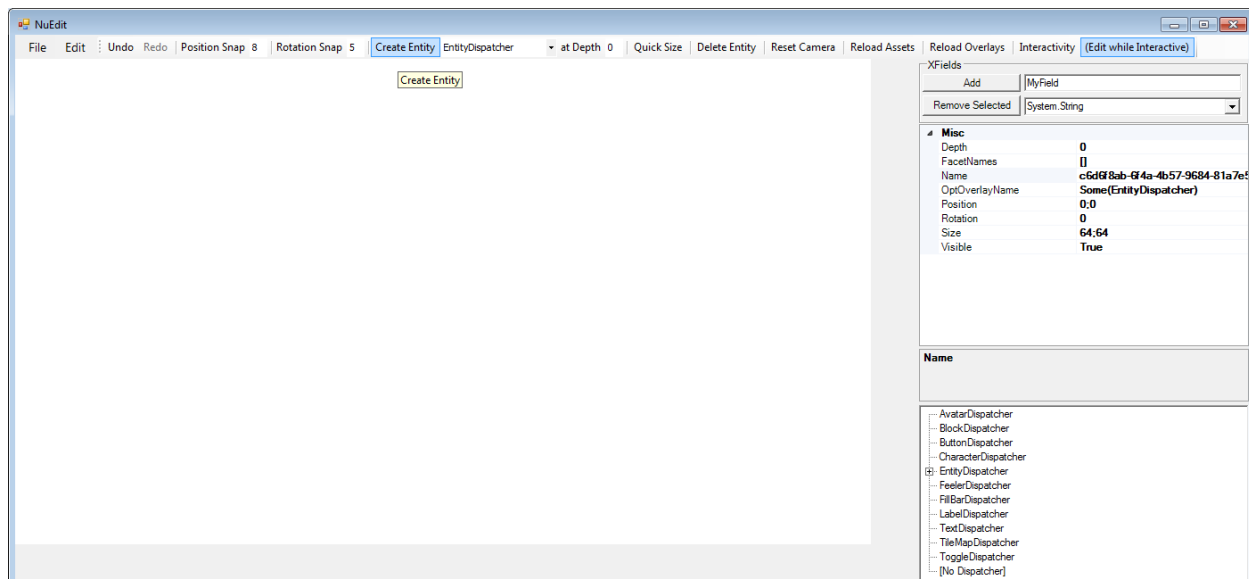 NuEdit
File Edit Undo Redo Position Snap 8 Rotation Snap 5 Create Entity EntityDispatcher at Depth 0 Quick Size Delete Entity Reset Camera Reload Assets Reload Overlays Interactivity (Edit while Interactive)
Create Entity
XFields
Add MyField
Remove Selected System.String
Misc
Depth 0
FacetNames []
Name c6d6f8ab-6f4a-4b57-9684-81a7e5
OptOverlayName Some(EntityDispatcher)
Position 0;0
Rotation 0
Size 64;64
Visible True
Name
AvatarDispatcher
BlockDispatcher
ButtonDispatcher
CharacterDispatcher
EntityDispatcher
FeelerDispatcher
FillBarDispatcher
LabelDispatcher
TextDispatcher
TileMapDispatcher
ToggleDispatcher
[No Dispatcher]